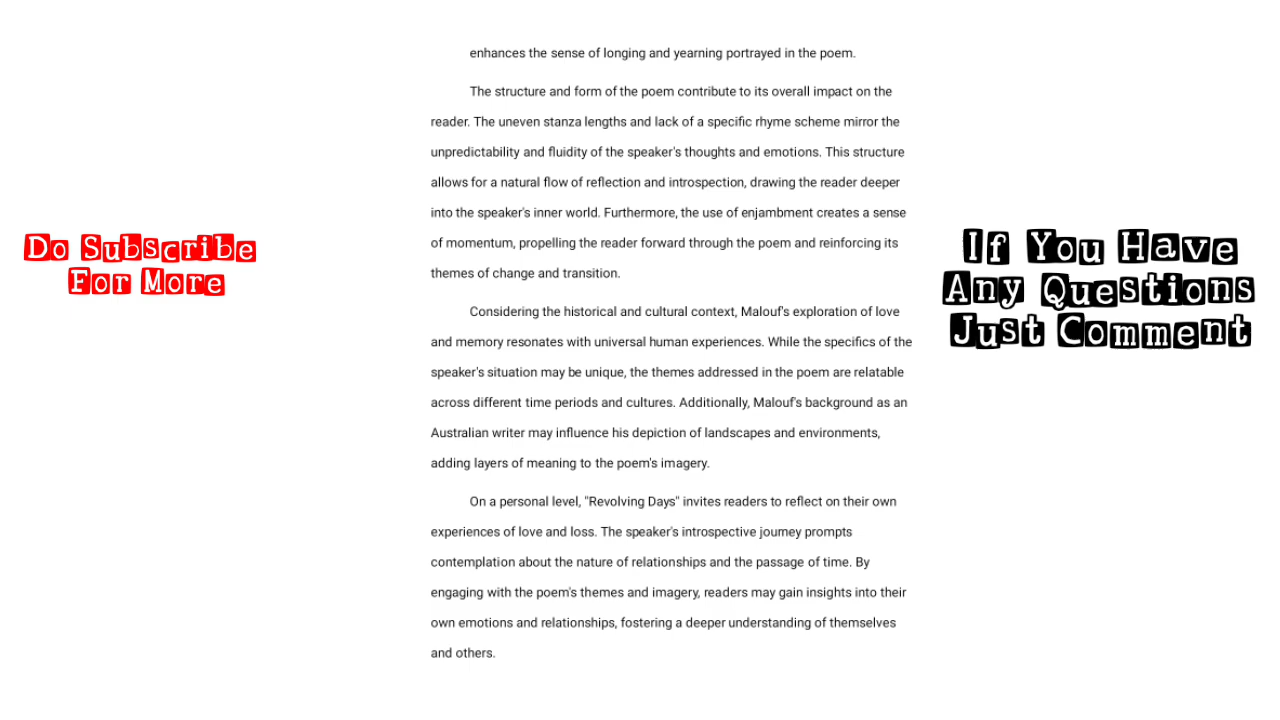 enhances the sense of longing and yearning portrayed in the poem.
The structure and form of the poem contribute to its overall impact on the
reader. The uneven stanza lengths and lack of a specific rhyme scheme mirror the
unpredictability and fluidity of the speaker's thoughts and emotions. This structure
allows for a natural flow of reflection and introspection, drawing the reader deeper
into the speaker's inner world. Furthermore, the use of enjambment creates a sense
of momentum, propelling the reader forward through the poem and reinforcing its
themes of change and transition.
Considering the historical and cultural context, Malouf's exploration of love
and memory resonates with universal human experiences. While the specifics of the
speaker's situation may be unique, the themes addressed in the poem are relatable
across different time periods and cultures. Additionally, Malouf's background as an
Australian writer may influence his depiction of landscapes and environments,
adding layers of meaning to the poem's imagery.
On a personal level, "Revolving Days" invites readers to reflect on their own
experiences of love and loss. The speaker's introspective journey prompts
contemplation about the nature of relationships and the passage of time. By
engaging with the poem's themes and imagery, readers may gain insights into their
own emotions and relationships, fostering a deeper understanding of themselves
and others.
Do Subscribe
For More
If You Have
Any Questions
Just Comment